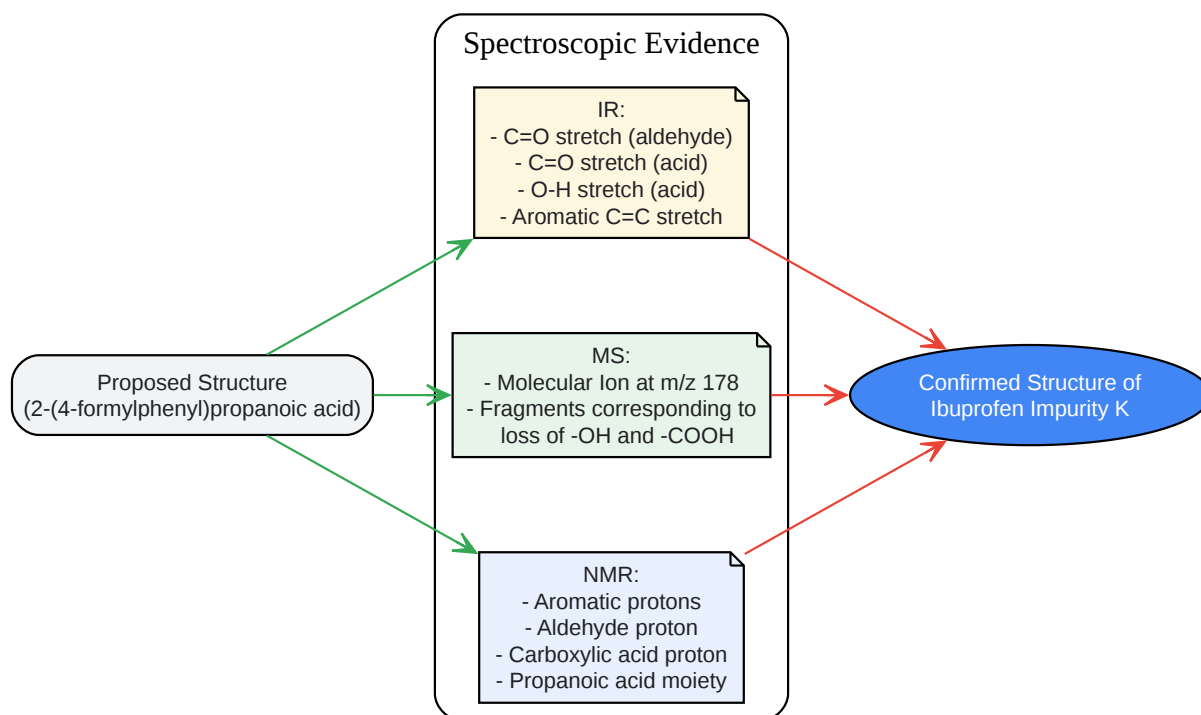 Spectroscopic Evidence
IR:
- C=O stretch (aldehyde)
- C=O stretch (acid)
- O-H stretch (acid)
- Aromatic C=C stretch
Proposed Structure
(2-(4-formylphenyl)propanoic acid)
MS:
- Molecular Ion at m/z 178
- Fragments corresponding to
loss of -OH and -COOH
Confirmed Structure of
Ibuprofen Impurity K
NMR:
- Aromatic protons
- Aldehyde proton
- Carboxylic acid proton
- Propanoic acid moiety